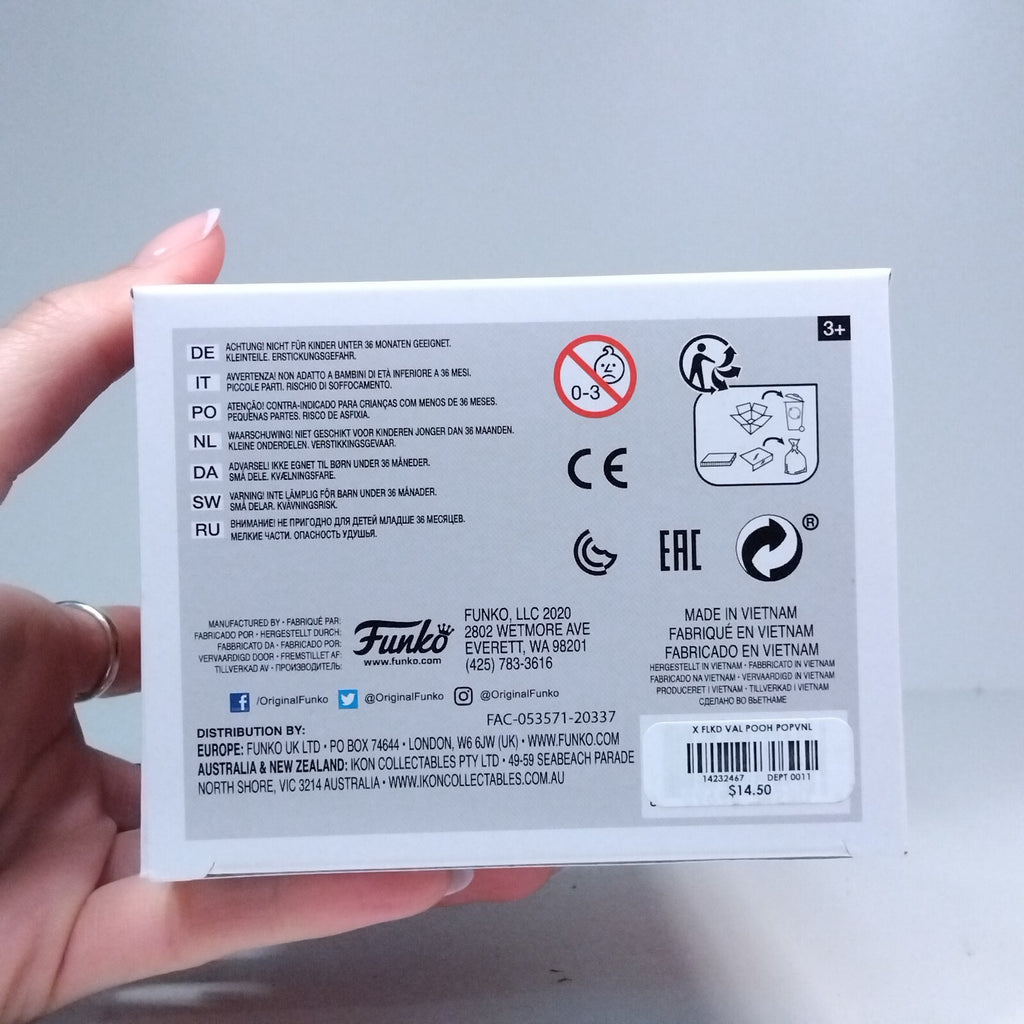 3+
DE ACHTUNG! NICHT FÜR KINDER UNTER 36 MONATEN GEEIGNET.
KLEINTEILE. ERSTICKUNGSGEFAHR.
IT AVVERTENZA! NON ADATTO A BAMBINI DI ETÀ INFERIORE A 36 MESI.
PICCOLE PARTI. RISCHIO DI SOFFOCAMENTO.
PO ATENÇÃO! CONTRA-INDICADO PARA CRIANÇAS COM MENOS DE 36 MESES.
PEQUENAS PARTES. RISCO DE ASFIXIA.
NL WAARSCHUWING! NIET GESCHIKT VOOR KINDEREN JONGER DAN 36 MAANDEN.
KLEINE ONDERDELEN. VERSTIKKINGSGEVAAR.
DA ADVARSEL! IKKE EGNET TIL BØRN UNDER 36 MÅNEDER.
SMÅ DELE. KVÆLNINGSFARE.
SW VARNING! INTE LÄMPLIG FÖR BARN UNDER 36 MÅNADER.
SMÅ DELAR. KVÄVNINGSRISK.
RU ВНИМАНИЕ! НЕ ПРИГОДНО ДЛЯ ДЕТЕЙ МЛАДШЕ 36 МЕСЯЦЕВ.
МЕЛКИЕ ЧАСТИ. ОПАСНОСТЬ УДУШЬЯ.
0-3
CE
EAC
®
MANUFACTURED BY • FABRIQUÉ PAR:
FABRICADO POR • HERGESTELLT DURCH:
FABBRICATO DA • FABRICADO POR:
VERVAARDIGD DOOR • FREMSTILLET AF:
TILLVERKAD AV • ПРОИЗВОДИТЕЛЬ:
Funko
www.funko.com
FUNKO, LLC 2020
2802 WETMORE AVE
EVERETT, WA 98201
(425) 783-3616
MADE IN VIETNAM
FABRIQUÉ EN VIETNAM
FABRICADO EN VIETNAM
HERGESTELLT IN VIETNAM • FABBRICATO IN VIETNAM
FABRICADO NA VIETNAM • VERVAARDIGD IN VIETNAM
PRODUCERET I VIETNAM • TILLVERKAD I VIETNAM
СДЕЛАНО ВО ВЬЕТНАМЕ
f /OriginalFunko @OriginalFunko @OriginalFunko
FAC-053571-20337
DISTRIBUTION BY:
EUROPE: FUNKO UK LTD • PO BOX 74644 • LONDON, W6 6JW (UK) • WWW.FUNKO.COM
AUSTRALIA & NEW ZEALAND: IKON COLLECTABLES PTY LTD • 49-59 SEABEACH PARADE
NORTH SHORE, VIC 3214 AUSTRALIA • WWW.IKONCOLLECTABLES.COM.AU
X FLKD VAL POOH POPVNL
14232467 DEPT 0011
$14.50